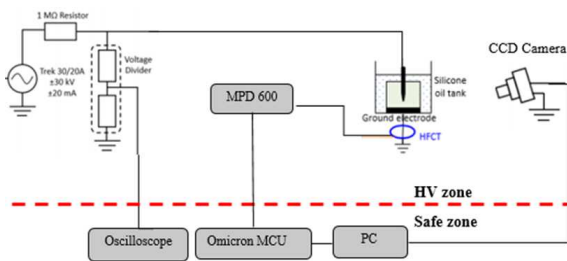 1 MΩ Resistor
Trek 30/20A
±30 kV
±20 mA
Voltage
Divider
MPD 600
Silicone
oil tank
Ground electrode
HFCT
CCD Camera
HV zone
Safe zone
Oscilloscope
Omicron MCU
PC